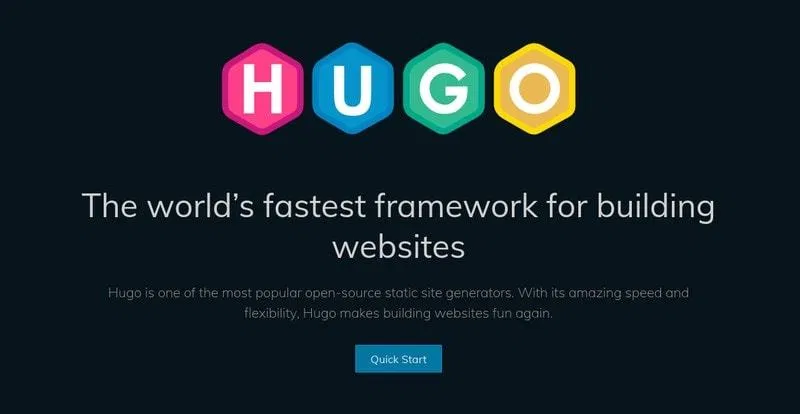 HUGO
The world’s fastest framework for building
websites
Hugo is one of the most popular open-source static site generators. With its amazing speed and
flexibility, Hugo makes building websites fun again.
Quick Start